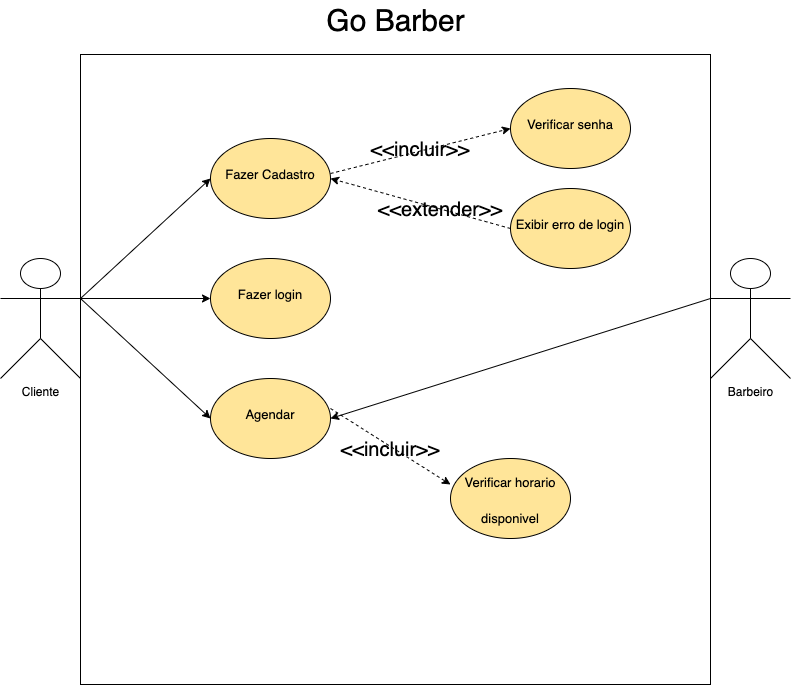 Go Barber
Verificar senha
<<incluir>>
Fazer Cadastro
<<extender>>
Exibir erro de login
Fazer login
Cliente
Barbeiro
Agendar
<<incluir>>
Verificar horario
disponivel